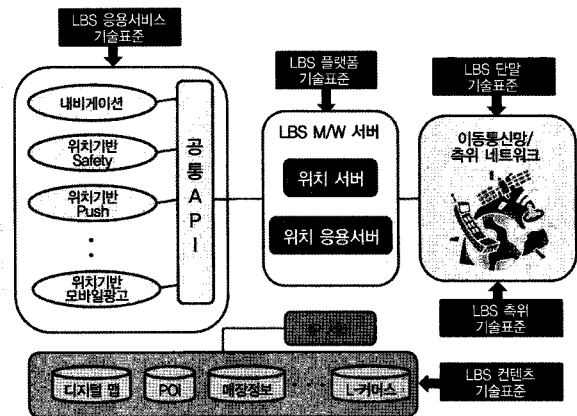 LBS 응용서비스
기술표준
LBS 플랫폼
기술표준
LBS 단말
기술표준
내비게이션
위치기반
Safety
위치기반
Push
위치기반
모바일광고
공통API
LBS M/W 서버
위치 서버
위치 응용서버
이동통신망/
측위 네트워크
LBS 측위
기술표준
디지털 맵
POI
매장정보
L-커머스
LBS 컨텐츠
기술표준